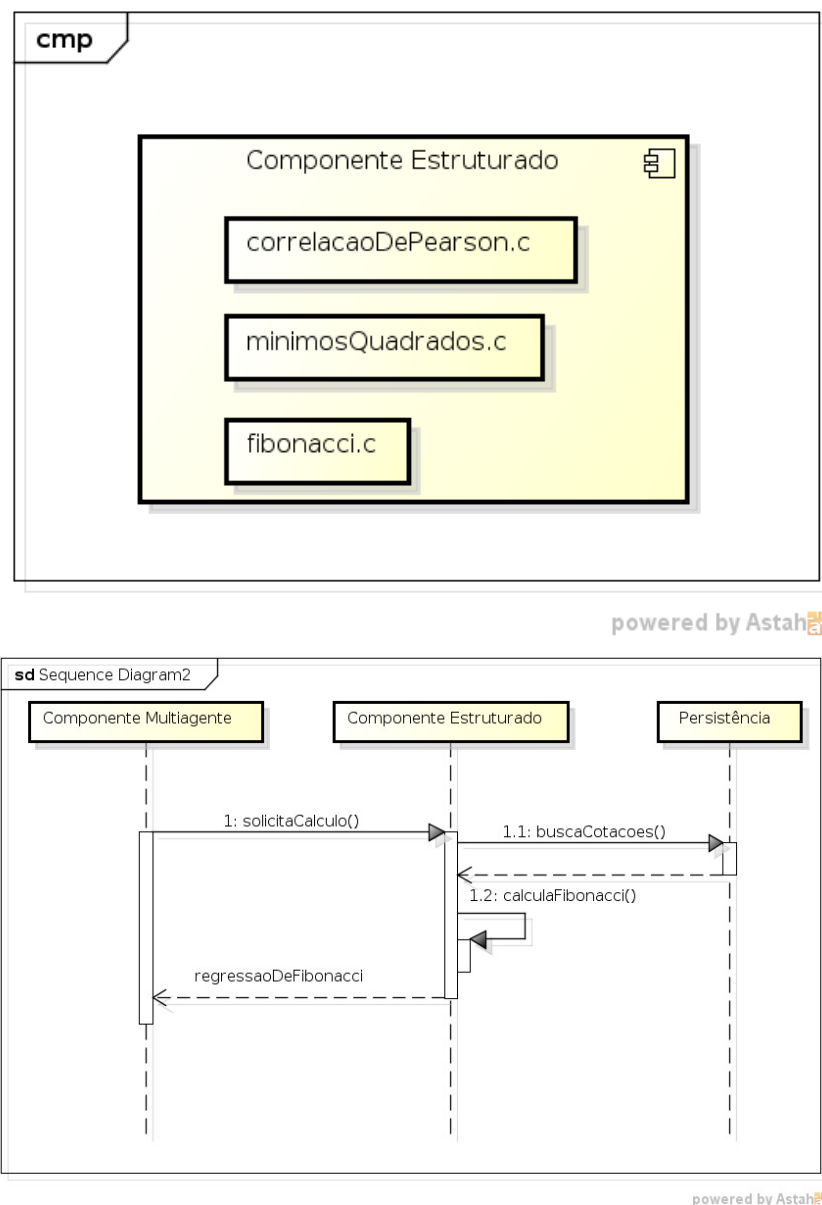 cmp
Componente Estruturado
correlacaoDePearson.c
minimosQuadrados.c
fibonacci.c
powered by Astah
sd Sequence Diagram2
Componente Multiagente
Componente Estruturado
Persistência
1: solicitaCalculo()
1.1: buscaCotacoes()
1.2: calculaFibonacci()
regressaoDeFibonacci
powered by Astah